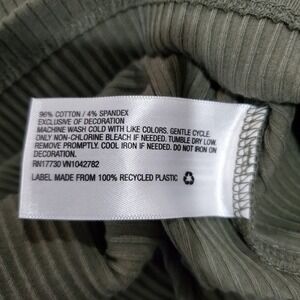 96% COTTON / 4% SPANDEX
EXCLUSIVE OF DECORATION
MACHINE WASH COLD WITH LIKE COLORS. GENTLE CYCLE.
ONLY NON-CHLORINE BLEACH IF NEEDED. TUMBLE DRY LOW.
REMOVE PROMPTLY. COOL IRON IF NEEDED. DO NOT IRON ON
DECORATION.
RN17730 VN1042782
LABEL MADE FROM 100% RECYCLED PLASTIC